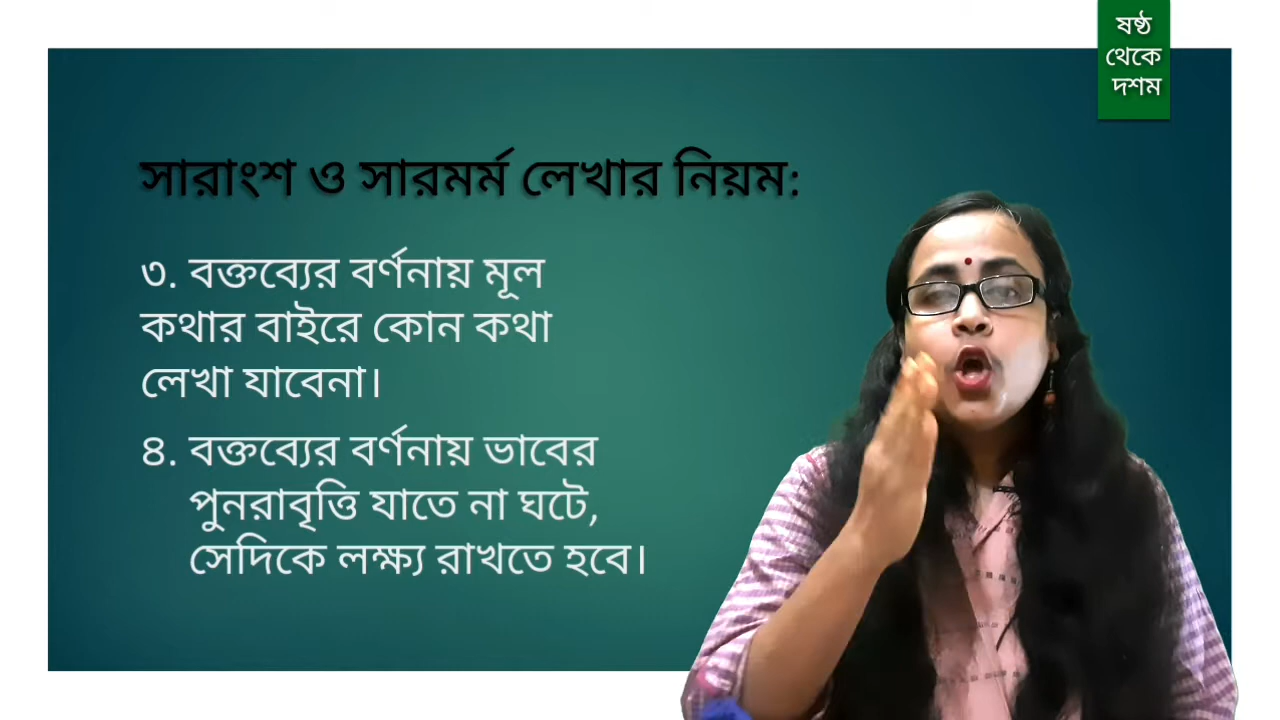 ষষ্ঠ
থেকে
দশম
সারাংশ ও সারমর্ম লেখার নিয়ম:
৩. বক্তব্যের বর্ণনায় মূল
কথার বাইরে কোন কথা
লেখা যাবেনা।
৪. বক্তব্যের বর্ণনায় ভাবের
পুনরাবৃত্তি যাতে না ঘটে,
সেদিকে লক্ষ্য রাখতে হবে।